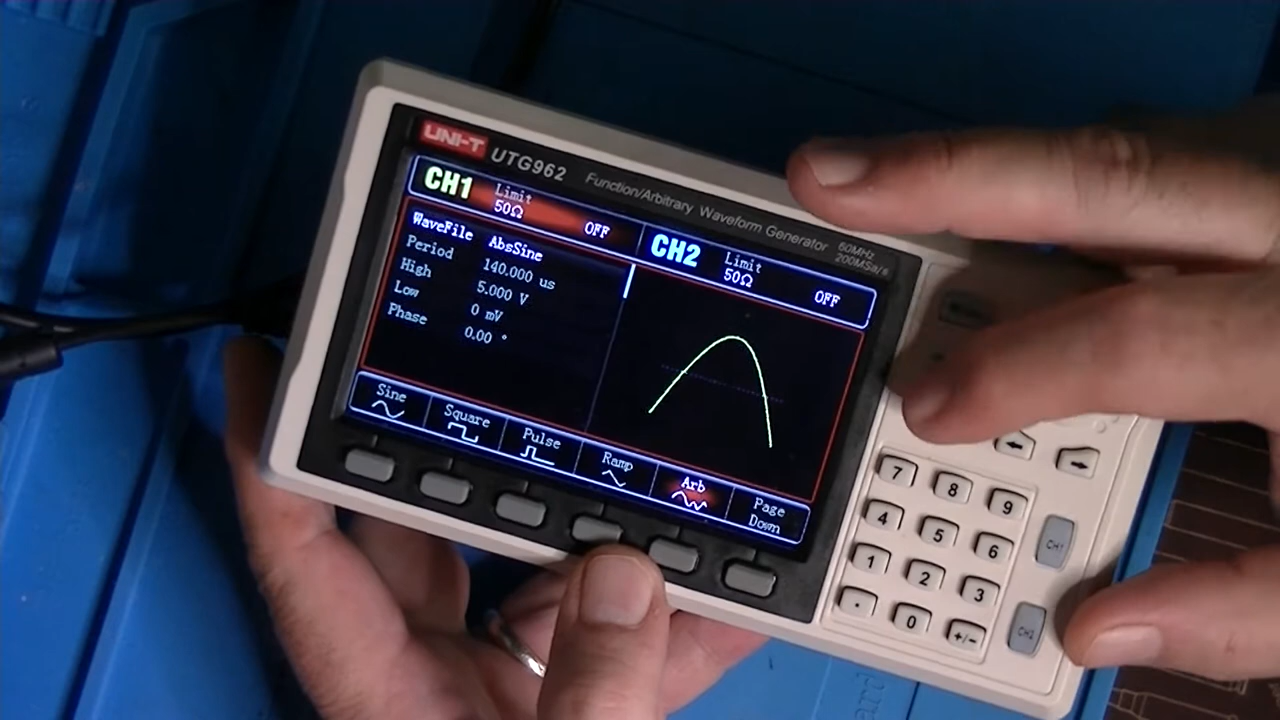 UNI-T UTG962 Function/Arbitrary Waveform Generator 60MHz
200MSa/s
CH1 Limit
50Ω OFF
CH2 Limit
50Ω OFF
WaveFile AbsSine
Period 140.000 us
High 5.000 V
Low 0 mV
Phase 0.00 °
Sine
Square
Pulse
Ramp
Arb
Page
Down
7 8 9
4 5 6
1 2 3
. 0 +/-
CH1
CH2